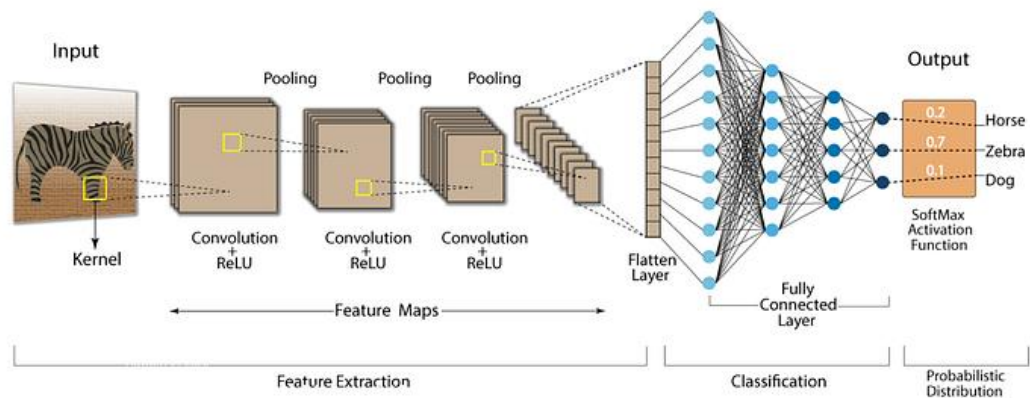 Input
Pooling
Pooling
Pooling
Output
0.2
Horse
0.7
Zebra
0.1
Dog
Kernel
Convolution
+
ReLU
Convolution
+
ReLU
Convolution
+
ReLU
Flatten
Layer
SoftMax
Activation
Function
Fully
Connected
Layer
Feature Maps
Feature Extraction
Classification
Probabilistic
Distribution